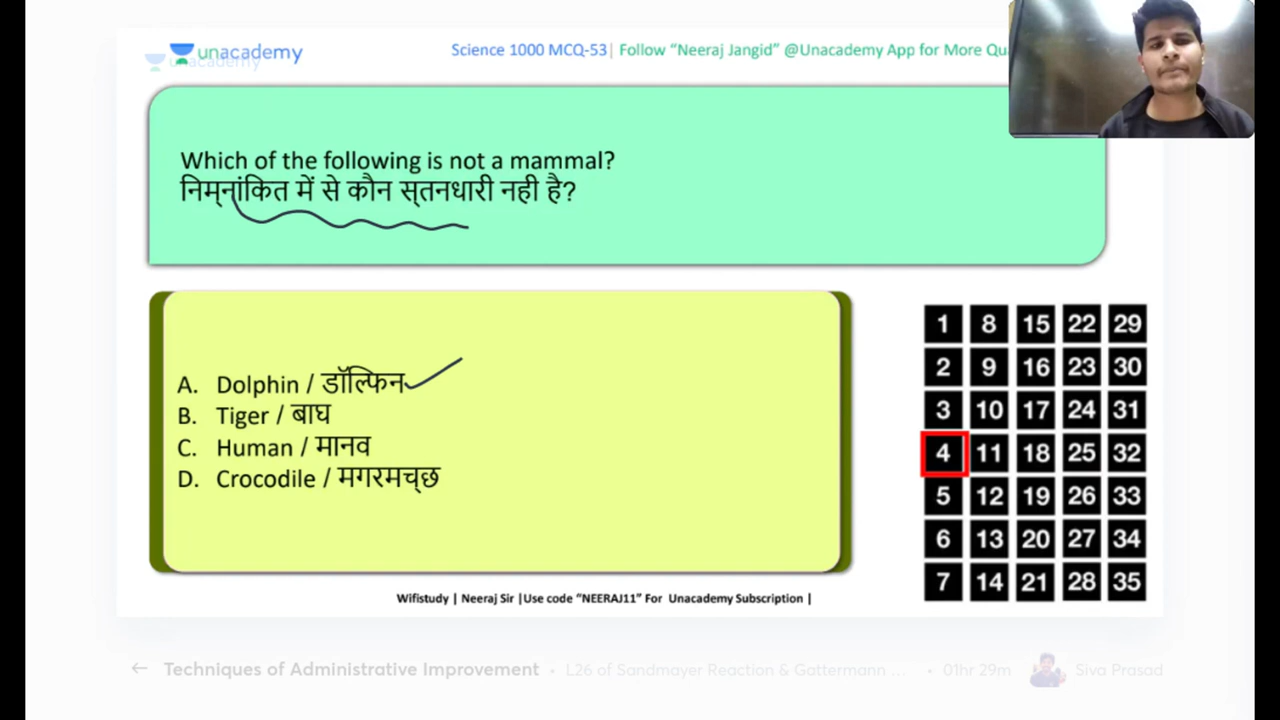 unacademy
unacademy
Science 1000 MCQ-53| Follow “Neeraj Jangid” @Unacademy App for More Qu
Which of the following is not a mammal?
निम्नांकित में से कौन स्तनधारी नही है?
A. Dolphin / डॉल्फिन
B. Tiger / बाघ
C. Human / मानव
D. Crocodile / मगरमच्छ
1 8 15 22 29
2 9 16 23 30
3 10 17 24 31
4 11 18 25 32
5 12 19 26 33
6 13 20 27 34
7 14 21 28 35
Wifistudy | Neeraj Sir |Use code “NEERAJ11” For Unacademy Subscription |
← Techniques of Administrative Improvement • L26 of Sandmayer Reaction & Gattermann ... • 01hr 29m Siva Prasad